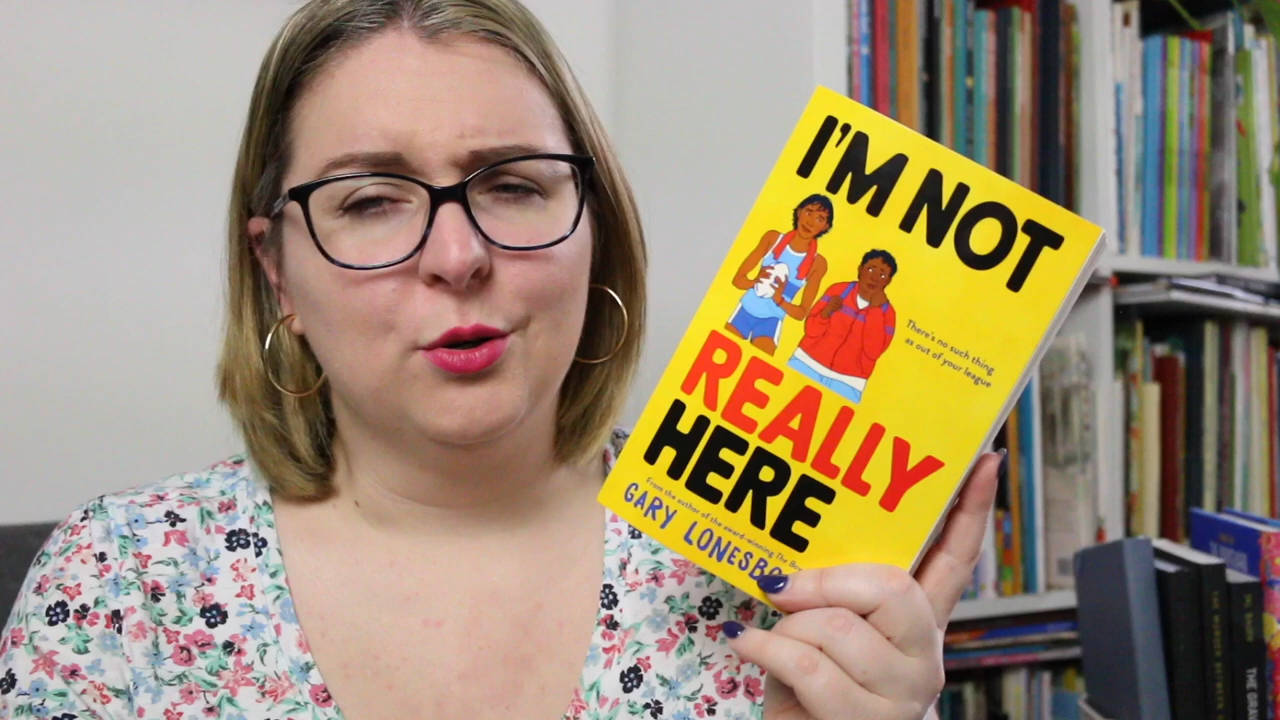 I'M NOT
There's no such thing
as out of your league
REALLY
HERE
From the author of the award-winning The Boy
GARY LONESBO